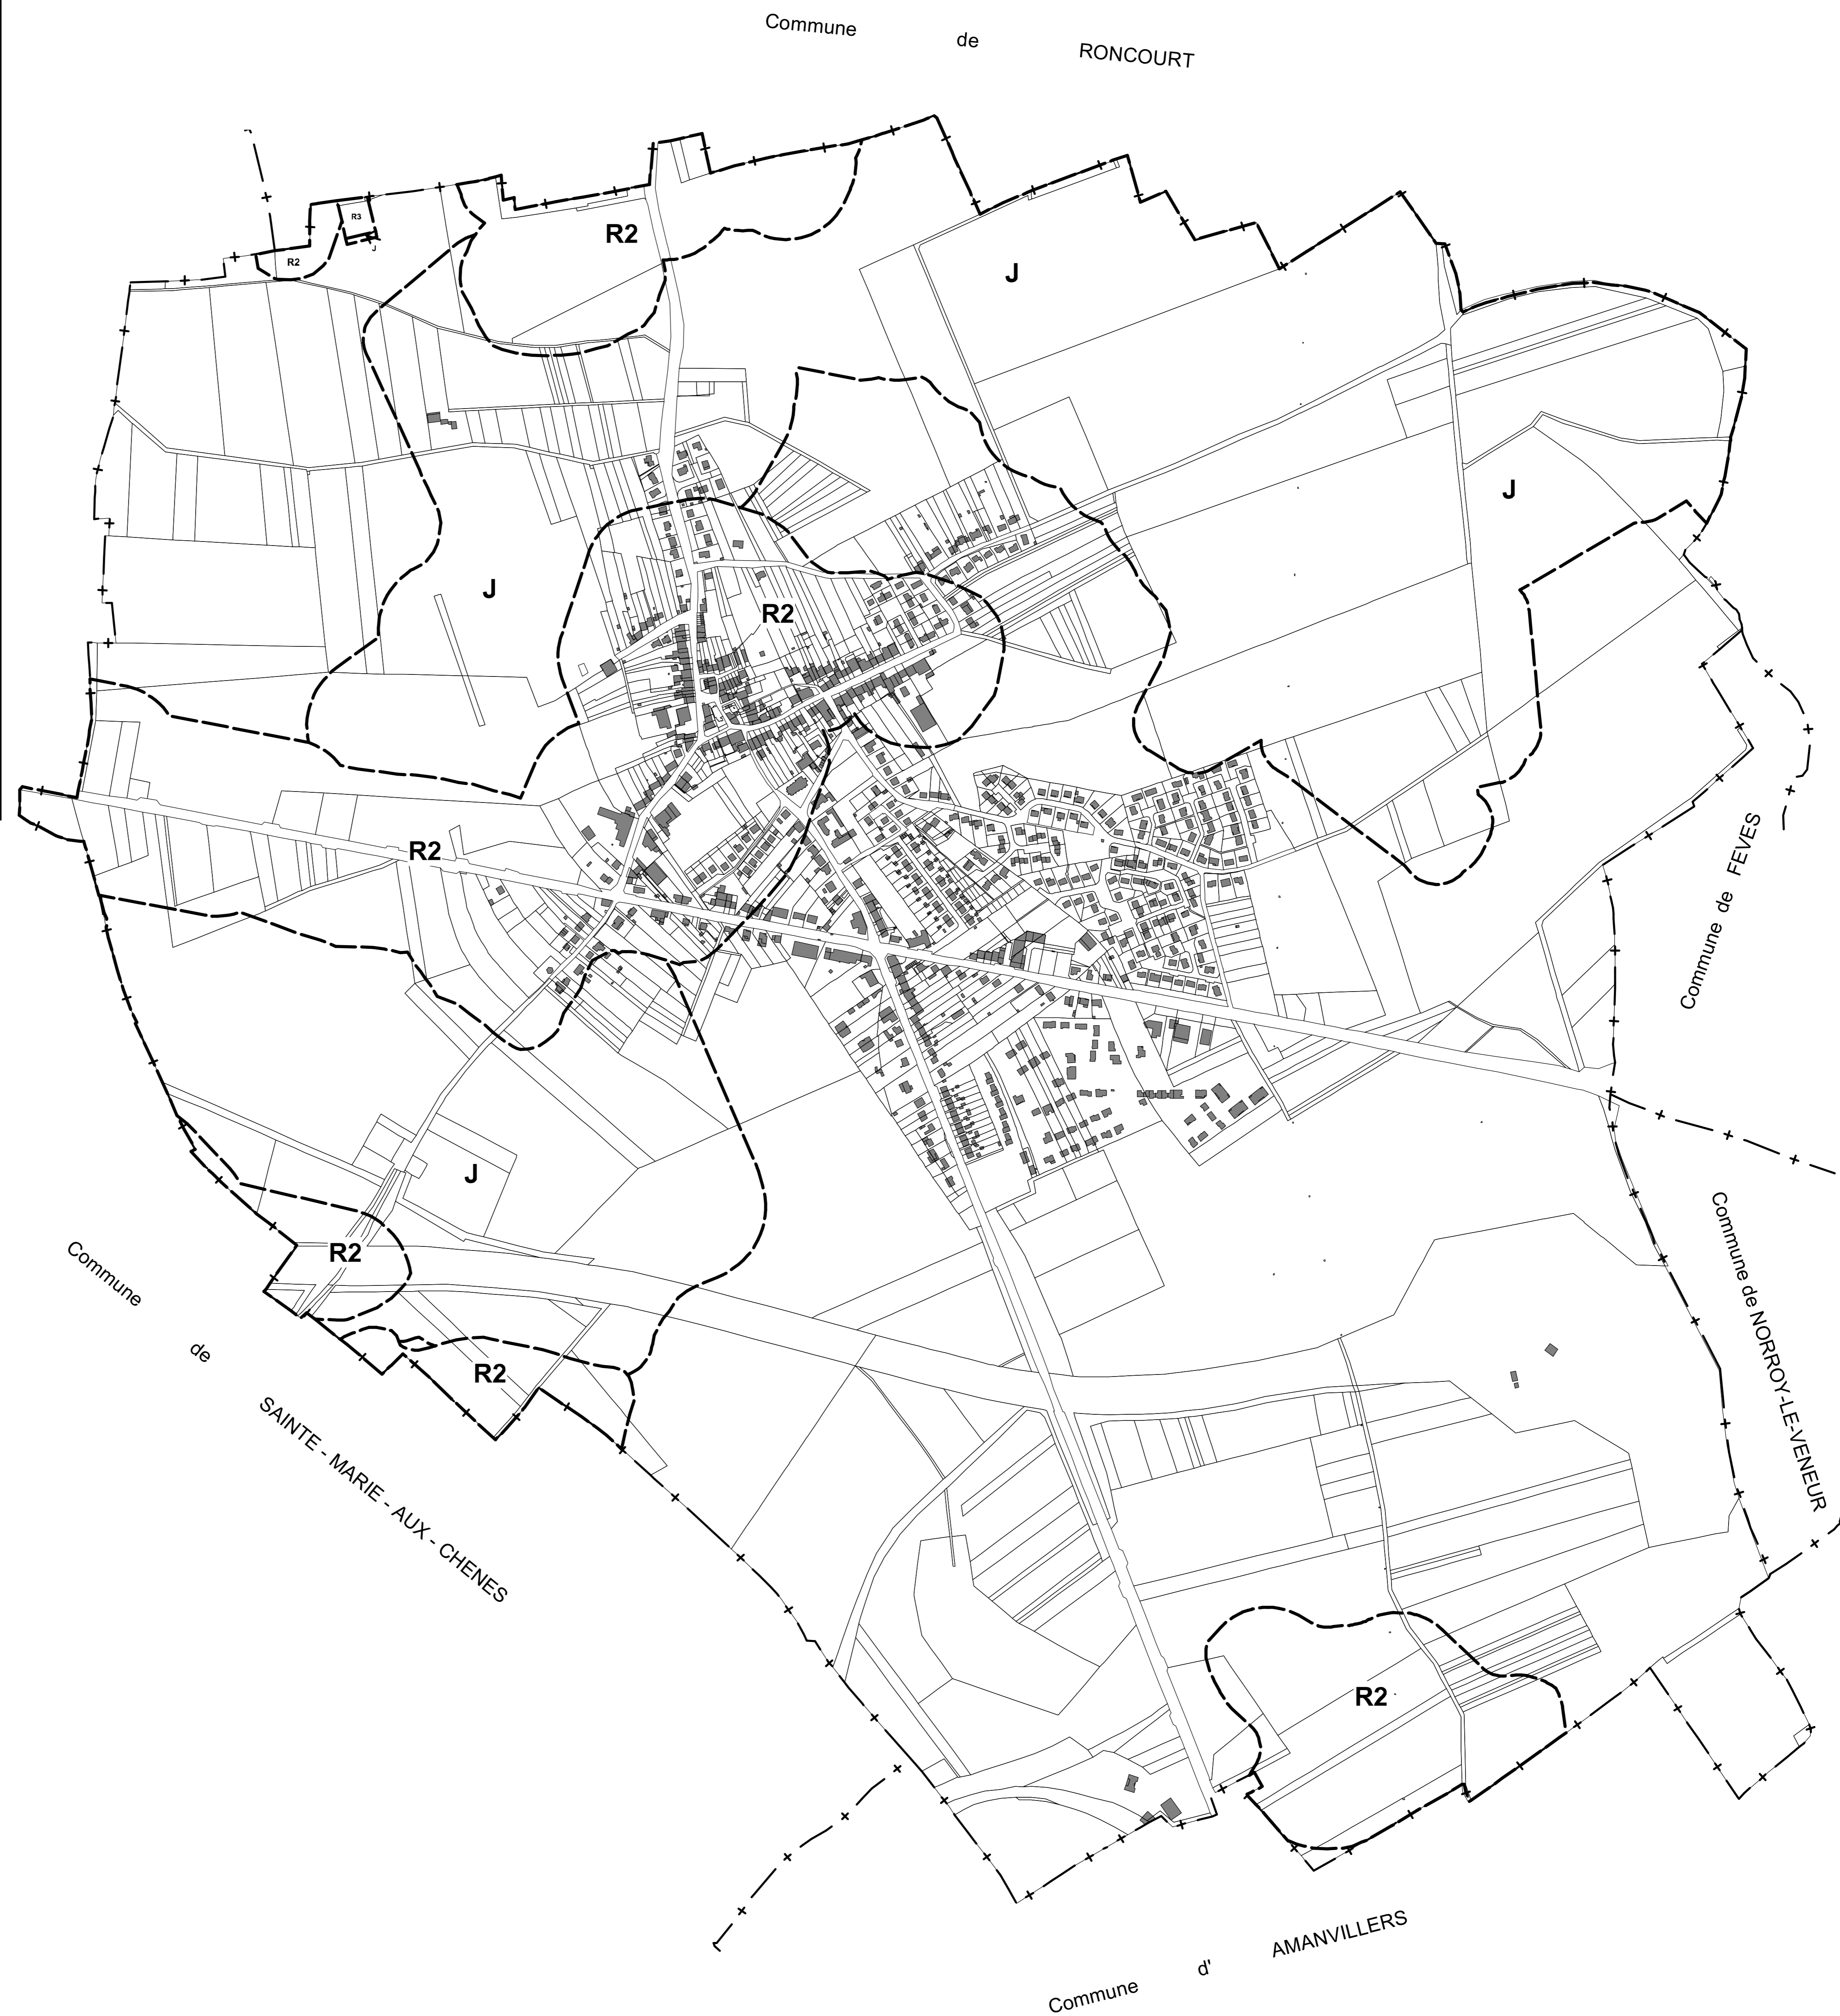 Commune de RONCOURT
R3
R2
R2
J
J
J
R2
R2
Commune de FEVES
J
R2
R2
Commune de SAINTE - MARIE - AUX - CHENES
Commune de NORROY-LE-VENEUR
R2
Commune d' AMANVILLERS